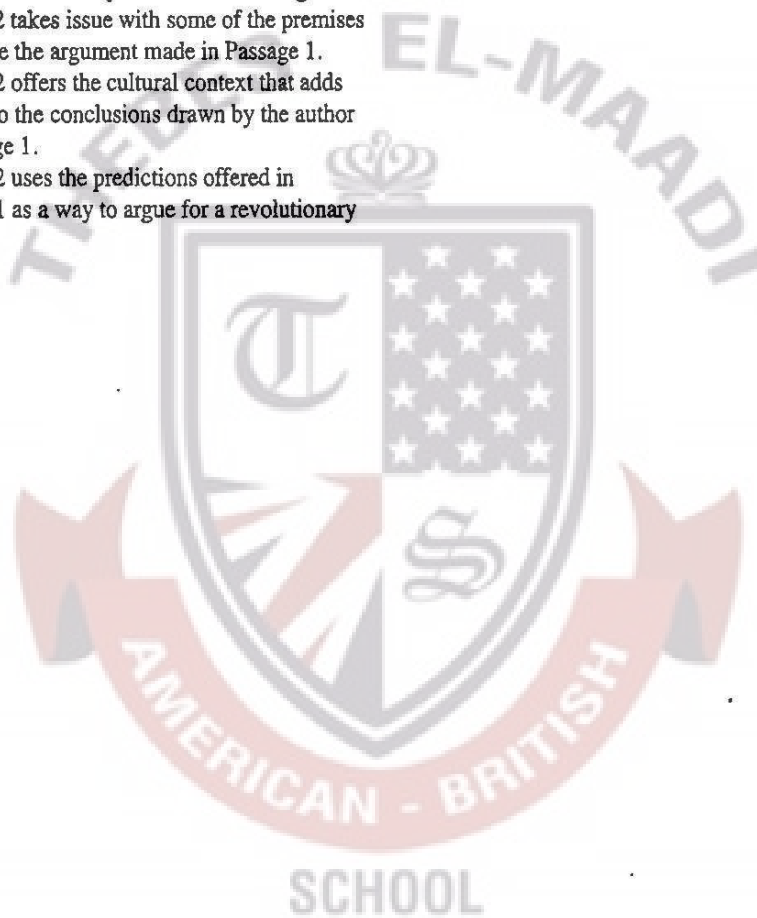 2 takes issue with some of the premises
e the argument made in Passage 1.
2 offers the cultural context that adds
o the conclusions drawn by the author
ge 1.
2 uses the predictions offered in
1 as a way to argue for a revolutionary
THEBES EL-MAADI
T
S
AMERICAN - BRITISH
SCHOOL